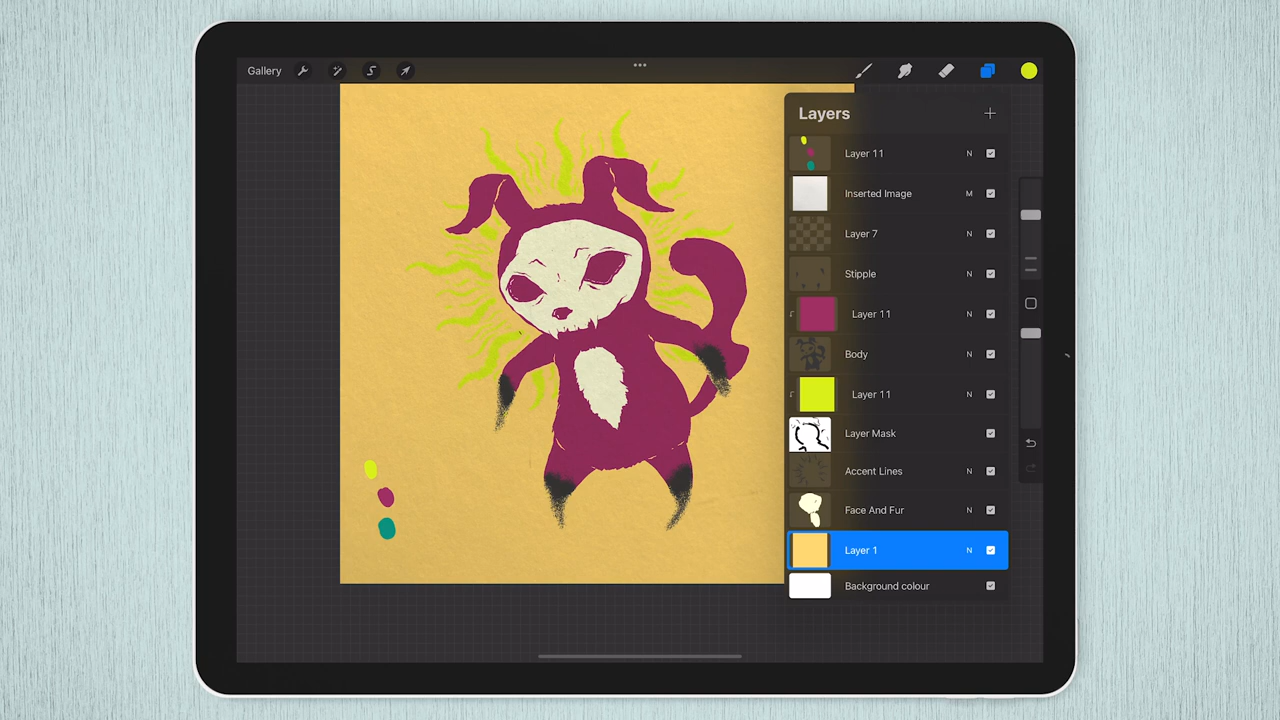 Gallery
Layers
Layer 11 N
Inserted Image M
Layer 7 N
Stipple N
Layer 11 N
Body N
Layer 11 N
Layer Mask
Accent Lines N
Face And Fur N
Layer 1 N
Background colour